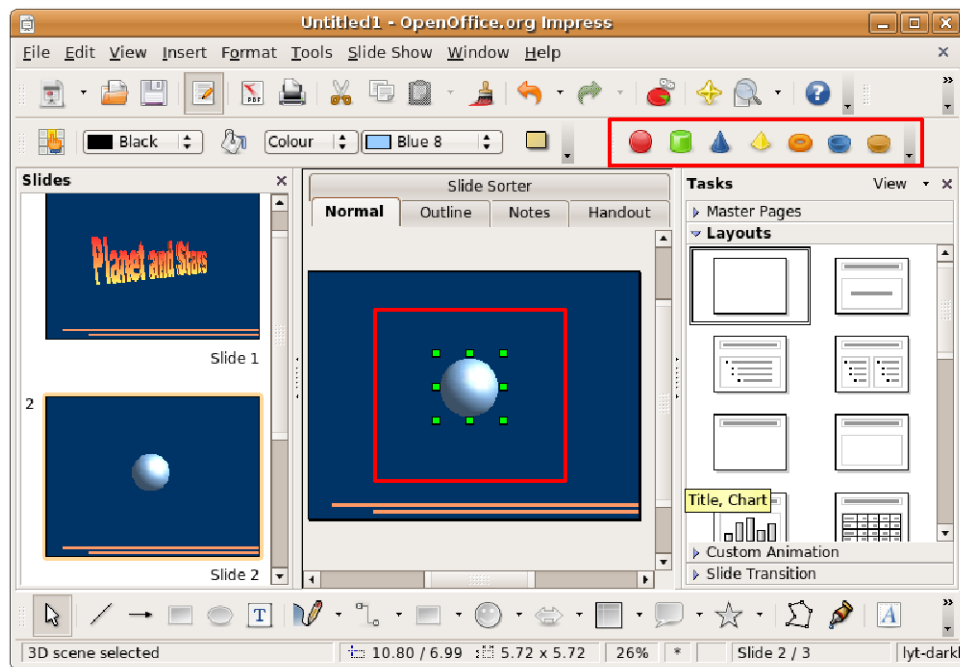 Untitled1 - OpenOffice.org Impress
File Edit View Insert Format Tools Slide Show Window Help
PDF
Black Colour Blue 8
Slides
Planet and Stars
Slide 1
2
Slide 2
Slide Sorter
Normal Outline Notes Handout
Tasks View
Master Pages
Layouts
Title, Chart
Custom Animation
Slide Transition
T A
3D scene selected 10.80 / 6.99 5.72 x 5.72 26% * Slide 2 / 3 lyt-darkl